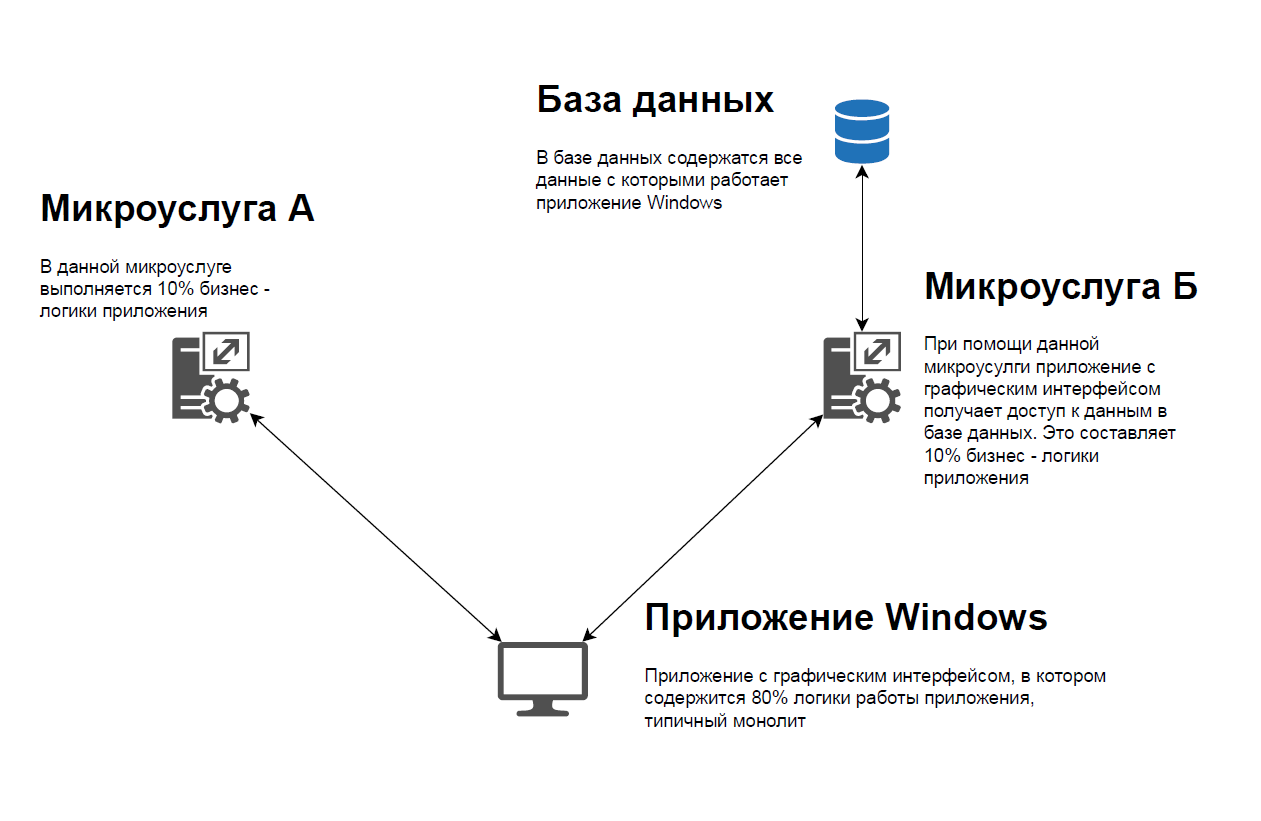 База данных
В базе данных содержатся все
данные с которыми работает
приложение Windows
Микроуслуга А
В данной микроуслуге
выполняется 10% бизнес -
логики приложения
Микроуслуга Б
При помощи данной
микроусулги приложение с
графическим интерфейсом
получает доступ к данным в
базе данных. Это составляет
10% бизнес - логики
приложения
Приложение Windows
Приложение с графическим интерфейсом, в котором
содержится 80% логики работы приложения,
типичный монолит